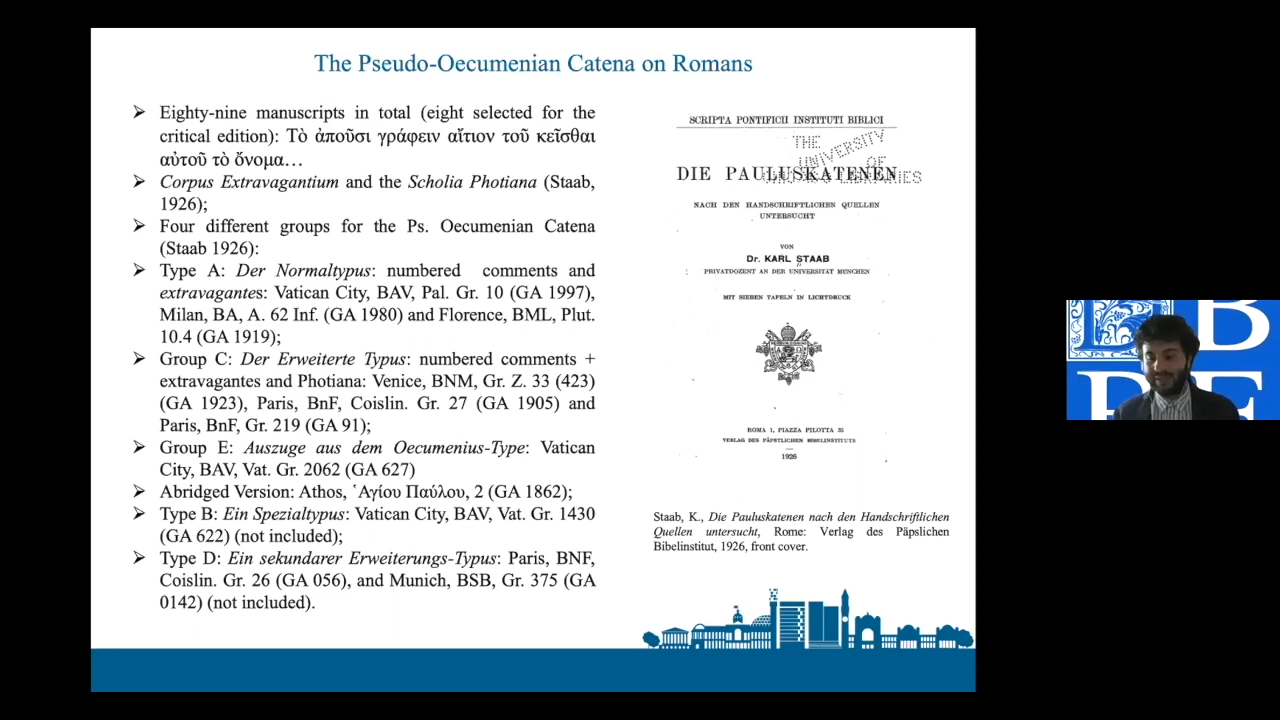 The Pseudo-Oecumenian Catena on Romans
➢ Eighty-nine manuscripts in total (eight selected for the
critical edition): Τὸ ἀποῦσι γράφειν αἴτιον τοῦ κεῖσθαι
αὐτοῦ τὸ ὄνομα…
➢ Corpus Extravagantium and the Scholia Photiana (Staab,
1926);
➢ Four different groups for the Ps. Oecumenian Catena
(Staab 1926):
➢ Type A: Der Normaltypus: numbered comments and
extravagantes: Vatican City, BAV, Pal. Gr. 10 (GA 1997),
Milan, BA, A. 62 Inf. (GA 1980) and Florence, BML, Plut.
10.4 (GA 1919);
➢ Group C: Der Erweiterte Typus: numbered comments +
extravagantes and Photiana: Venice, BNM, Gr. Z. 33 (423)
(GA 1923), Paris, BnF, Coislin. Gr. 27 (GA 1905) and
Paris, BnF, Gr. 219 (GA 91);
➢ Group E: Auszuge aus dem Oecumenius-Type: Vatican
City, BAV, Vat. Gr. 2062 (GA 627)
➢ Abridged Version: Athos, Ἁγίου Παύλου, 2 (GA 1862);
➢ Type B: Ein Spezialtypus: Vatican City, BAV, Vat. Gr. 1430
(GA 622) (not included);
➢ Type D: Ein sekundarer Erweiterungs-Typus: Paris, BNF,
Coislin. Gr. 26 (GA 056), and Munich, BSB, Gr. 375 (GA
0142) (not included).
SCRIPTA PONTIFICII INSTITUTI BIBLICI
THE
UNIVERSITY
OF
LIBRARIES
DIE PAULUSKATENEN
NACH DEN HANDSCHRIFTLICHEN QUELLEN
UNTERSUCHT
VON
Dr. KARL STAAB
PRIVATDOZENT AN DER UNIVERSITÄT MÜNCHEN
MIT SIEBEN TAFELN IN LICHTDRUCK
ROMA 1, PIAZZA PILOTTA 35
VERLAG DES PÄPSTLICHEN BIBELINSTITUTS
1926
Staab, K., Die Pauluskatenen nach den Handschriftlichen
Quellen untersucht, Rome: Verlag des Päpslichen
Bibelinstitut, 1926, front cover.
B